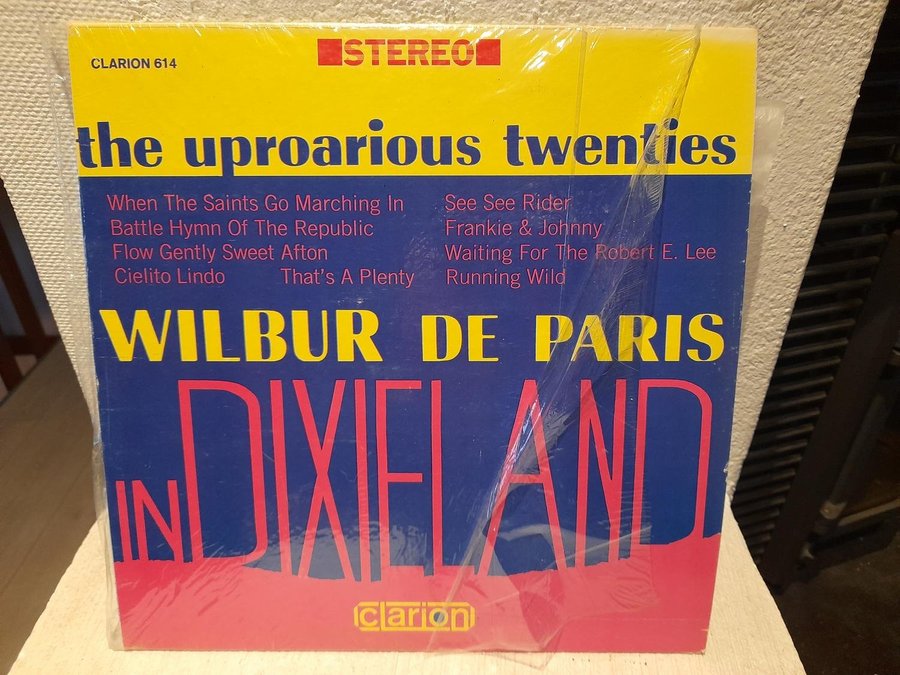 STEREO
CLARION 614
the uproarious twenties
When The Saints Go Marching In
Battle Hymn Of The Republic
Flow Gently Sweet Afton
Cielito Lindo That's A Plenty
See See Rider
Frankie & Johnny
Waiting For The Robert E. Lee
Running Wild
WILBUR DE PARIS
IN DIXIELAND
clarion